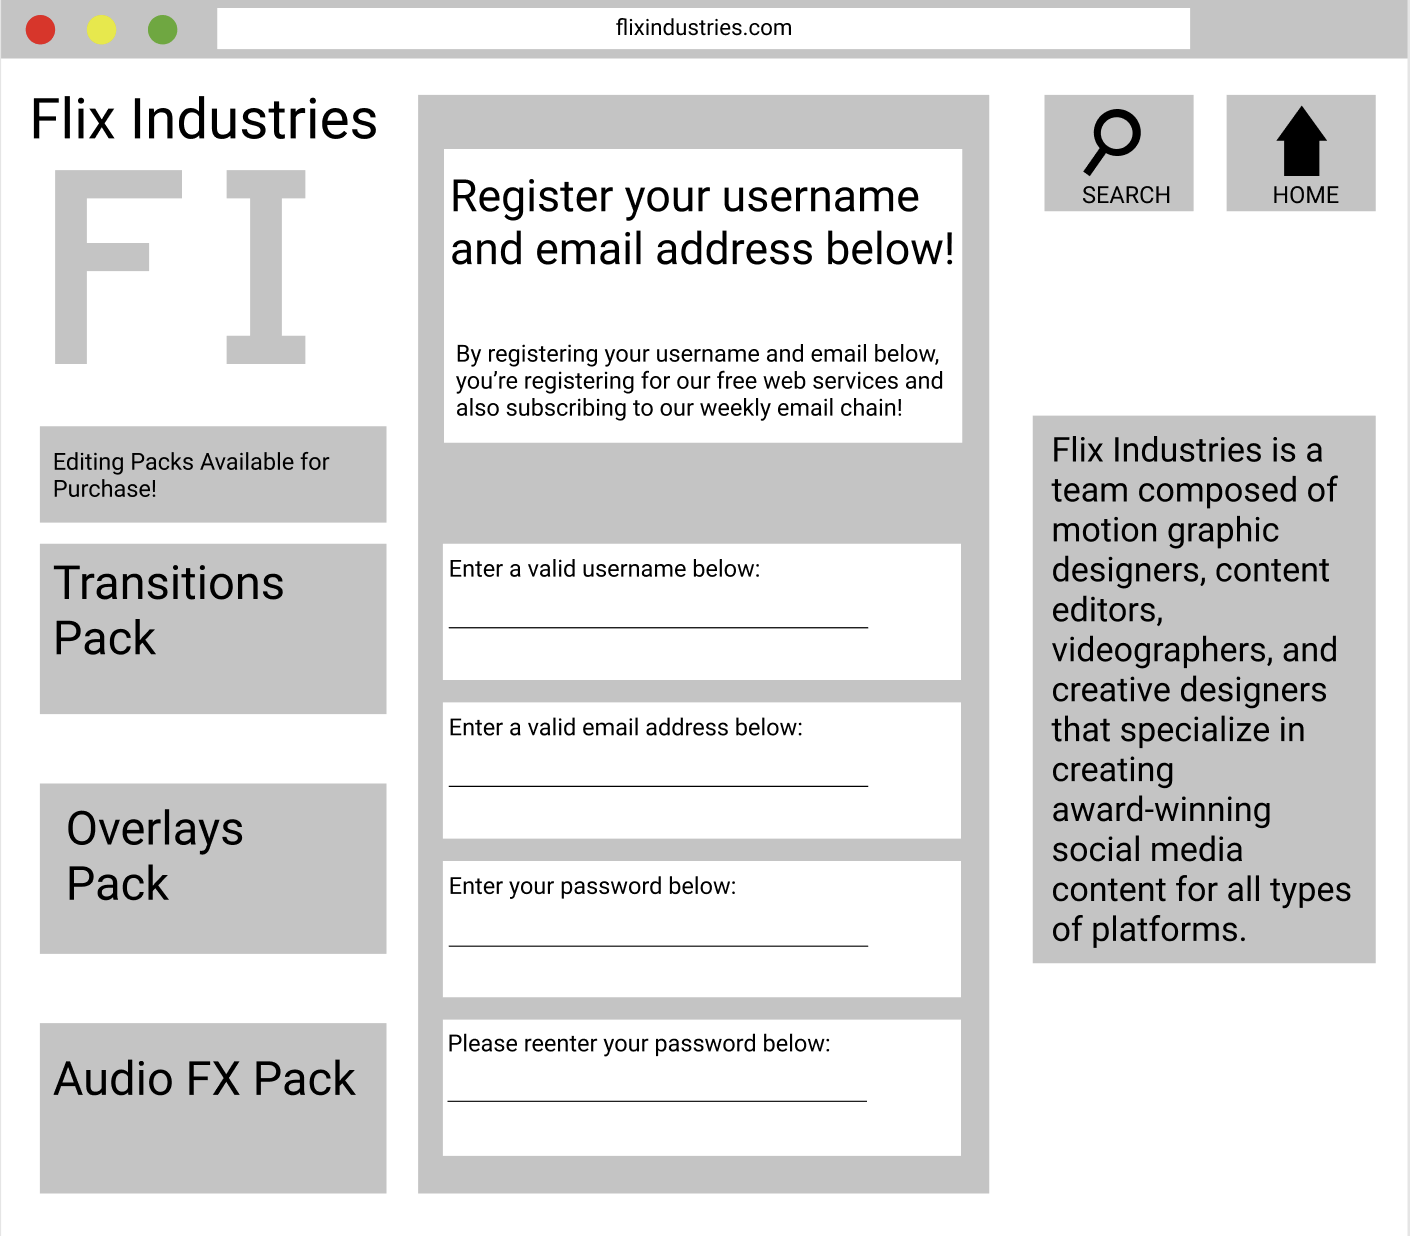 flixindustries.com
Flix Industries
FI
Editing Packs Available for
Purchase!
Transitions
Pack
Overlays
Pack
Audio FX Pack
Register your username
and email address below!
By registering your username and email below,
you’re registering for our free web services and
also subscribing to our weekly email chain!
Enter a valid username below:
Enter a valid email address below:
Enter your password below:
Please reenter your password below:
SEARCH
HOME
Flix Industries is a
team composed of
motion graphic
designers, content
editors,
videographers, and
creative designers
that specialize in
creating
award-winning
social media
content for all types
of platforms.